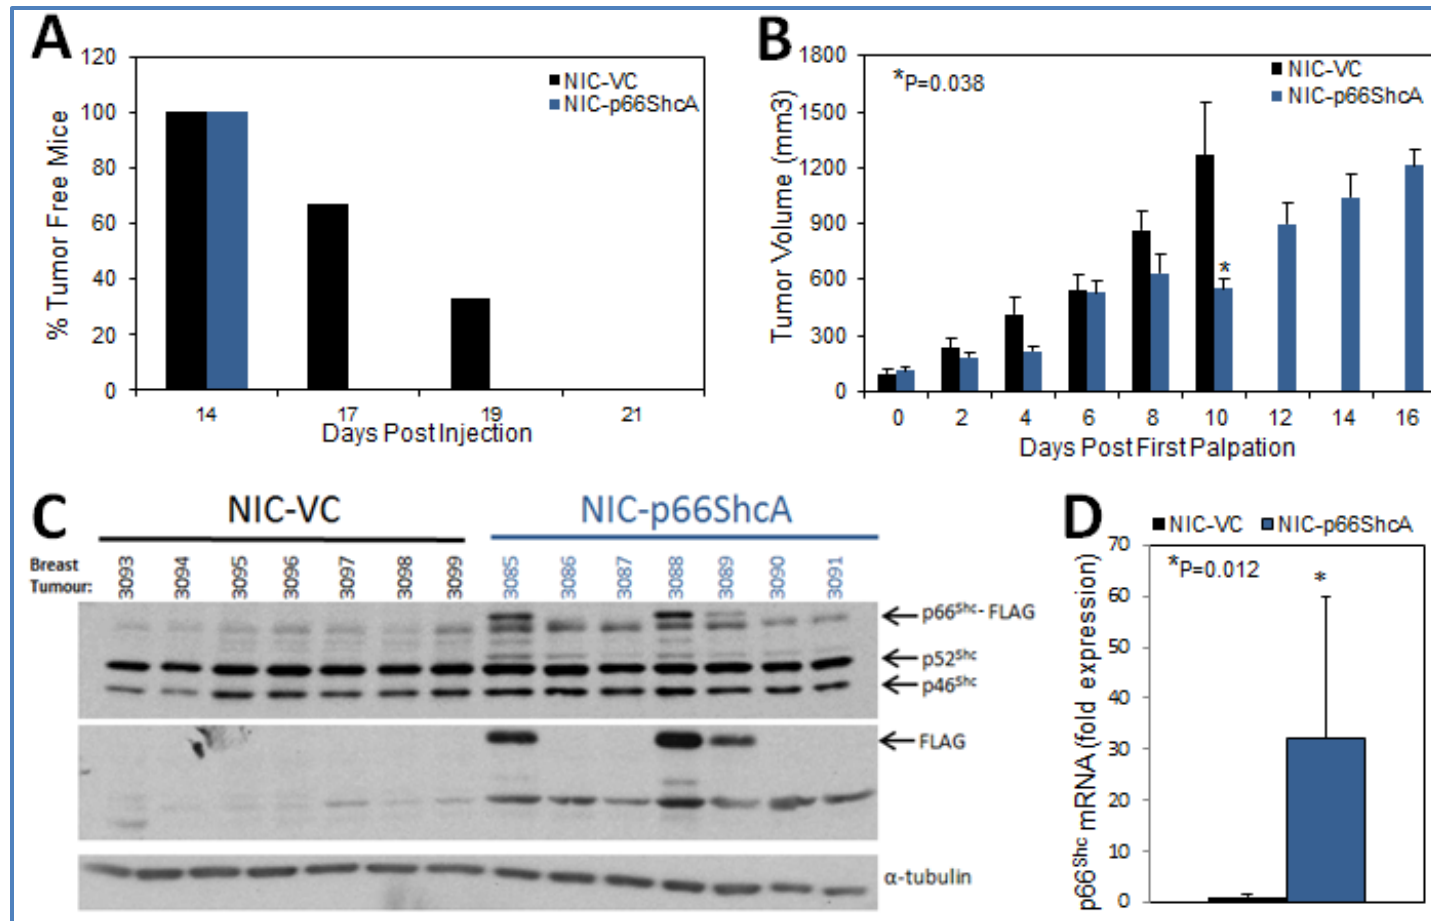 A
120
100
80
60
40
20
0
% Tumor Free Mice
NIC-VC
NIC-p66ShcA
14 17 19 21
Days Post Injection
B
1800
1500
1200
900
600
300
0
Tumor Volume (mm3)
*P=0.038
NIC-VC
NIC-p66ShcA
*
0 2 4 6 8 10 12 14 16
Days Post First Palpation
C
NIC-VC NIC-p66ShcA
Breast
Tumour:
3093 3094 3095 3096 3097 3098 3099 3085 3086 3087 3088 3089 3090 3091
p66Shc- FLAG
p52Shc
p46Shc
FLAG
α-tubulin
D
NIC-VC NIC-p66ShcA
70
60
50
40
30
20
10
0
p66Shc mRNA (fold expression)
*P=0.012
*